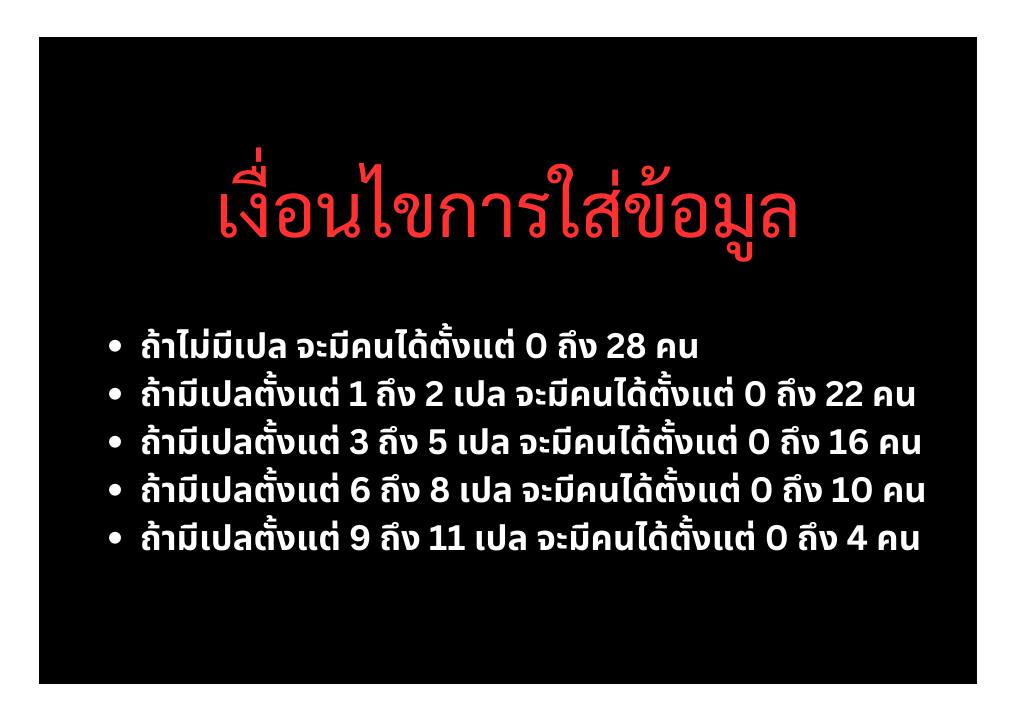 เงื่อนไขการใส่ข้อมูล
• ถ้าไม่มีเปล จะมีคนได้ตั้งแต่ 0 ถึง 28 คน
• ถ้ามีเปลตั้งแต่ 1 ถึง 2 เปล จะมีคนได้ตั้งแต่ 0 ถึง 22 คน
• ถ้ามีเปลตั้งแต่ 3 ถึง 5 เปล จะมีคนได้ตั้งแต่ 0 ถึง 16 คน
• ถ้ามีเปลตั้งแต่ 6 ถึง 8 เปล จะมีคนได้ตั้งแต่ 0 ถึง 10 คน
• ถ้ามีเปลตั้งแต่ 9 ถึง 11 เปล จะมีคนได้ตั้งแต่ 0 ถึง 4 คน